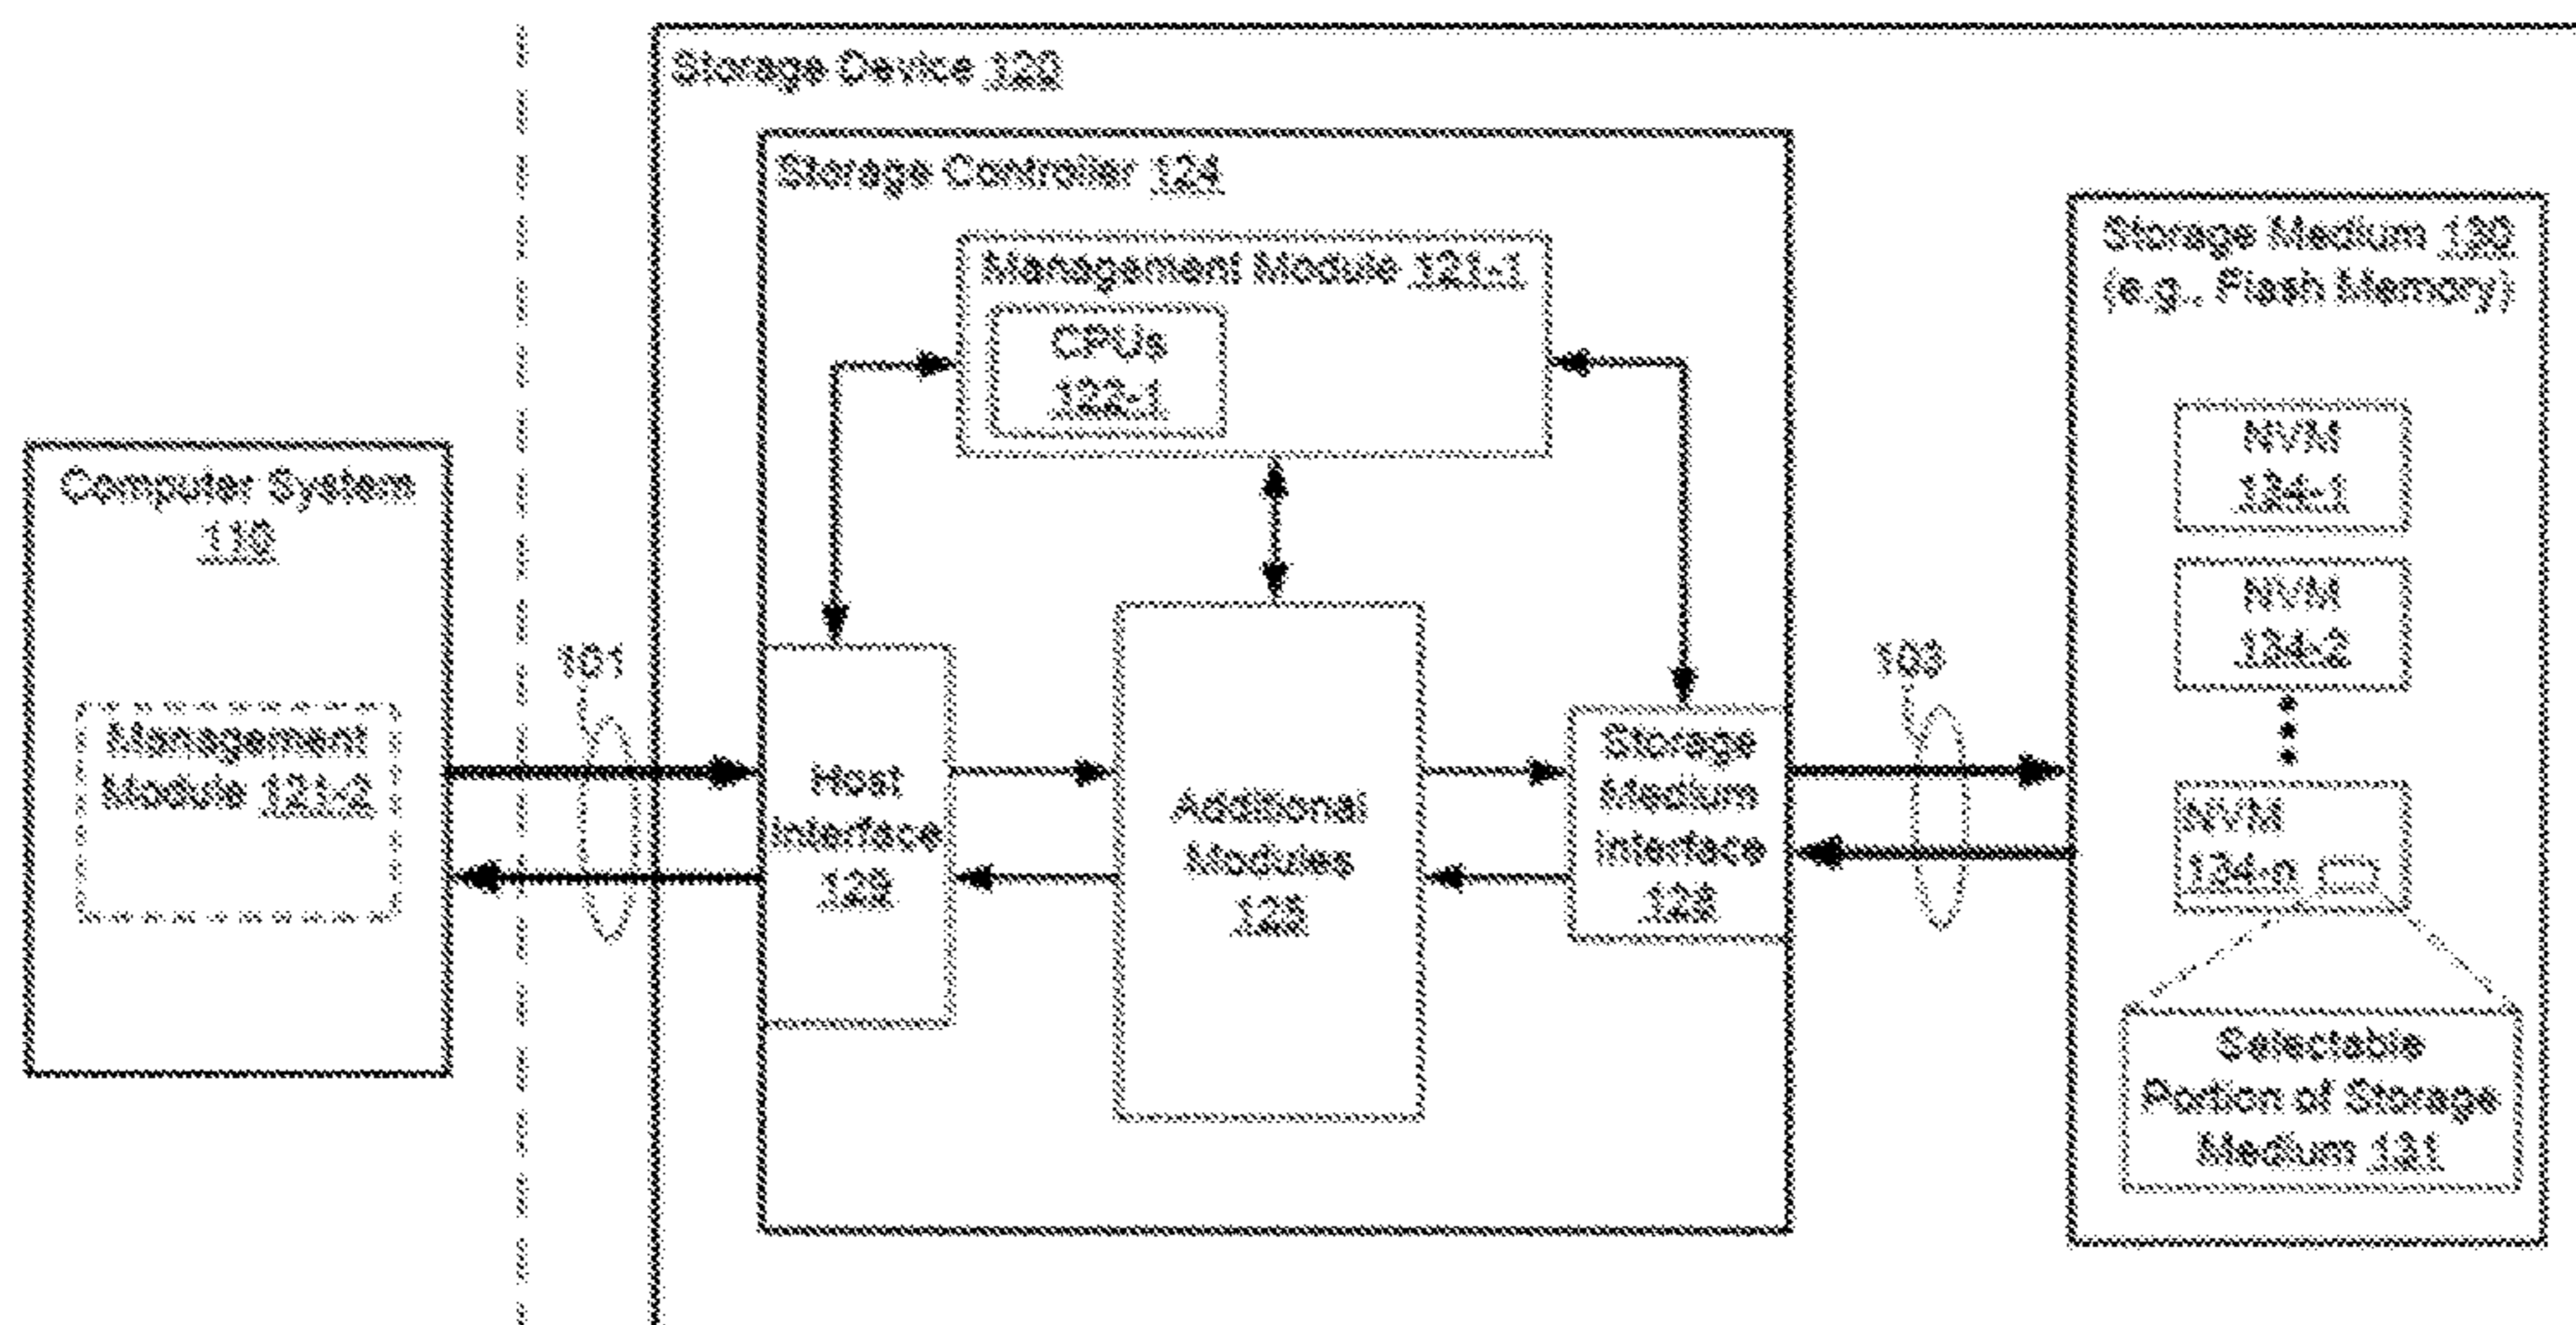 Storage Device 120
Storage Controller 124
Storage Medium 130
(e.g., Flash Memory)
Management Module 121-1
CPUs
122-1
NVM
134-1
Computer System
110
NVM
134-2
101
103
Management
Module 121-2
Host
Interface
129
Additional
Modules
125
Storage
Medium
Interface
128
NVM
134-n
Selectable
Portion of Storage
Medium 131